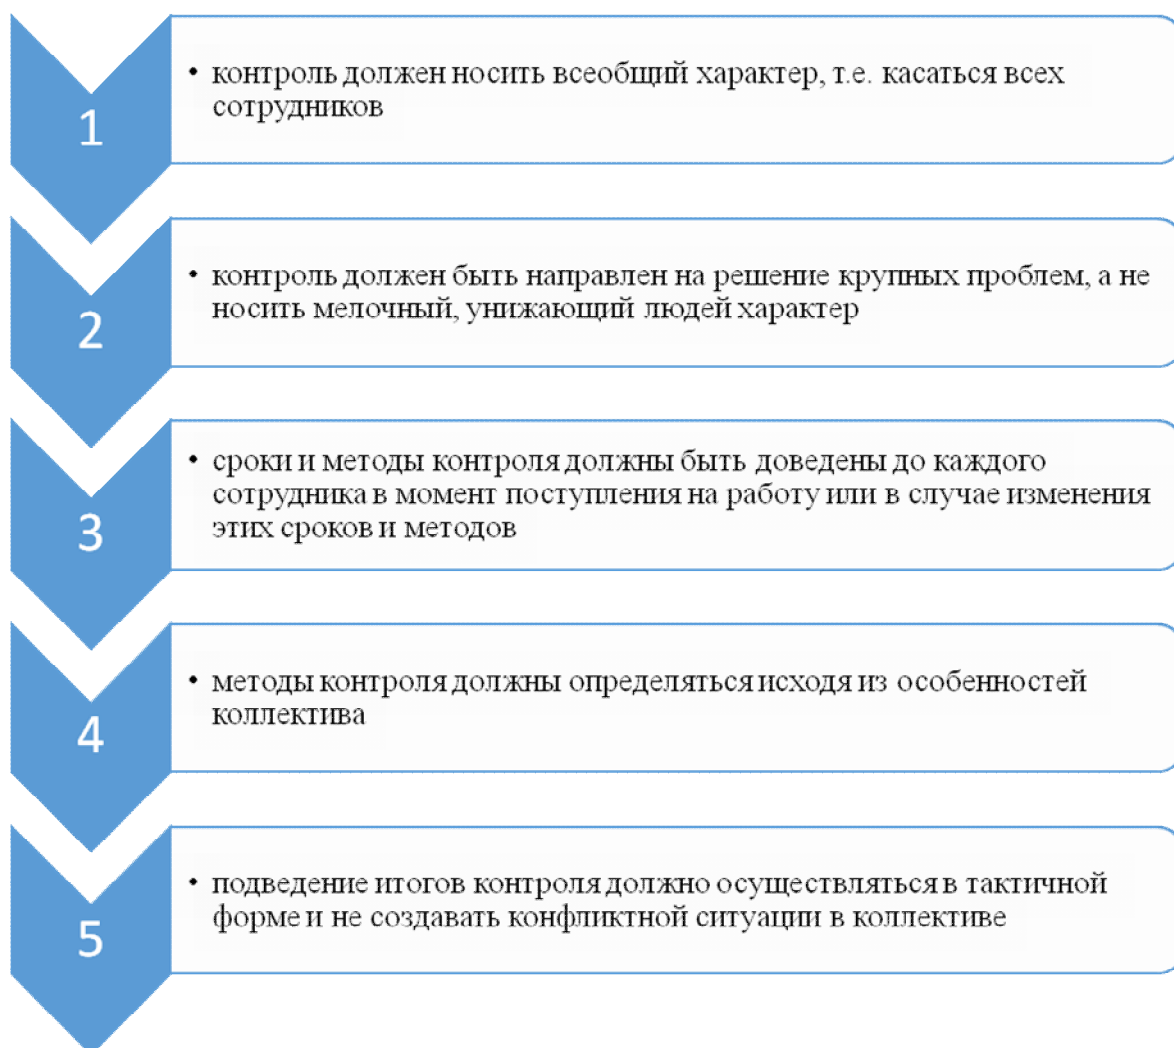 1
• контроль должен носить всеобщий характер, т.е. касаться всех
сотрудников
2
• контроль должен быть направлен на решение крупных проблем, а не
носить мелочный, унижающий людей характер
3
• сроки и методы контроля должны быть доведены до каждого
сотрудника в момент поступления на работу или в случае изменения
этих сроков и методов
4
• методы контроля должны определяться исходя из особенностей
коллектива
5
• подведение итогов контроля должно осуществляться в тактичной
форме и не создавать конфликтной ситуации в коллективе